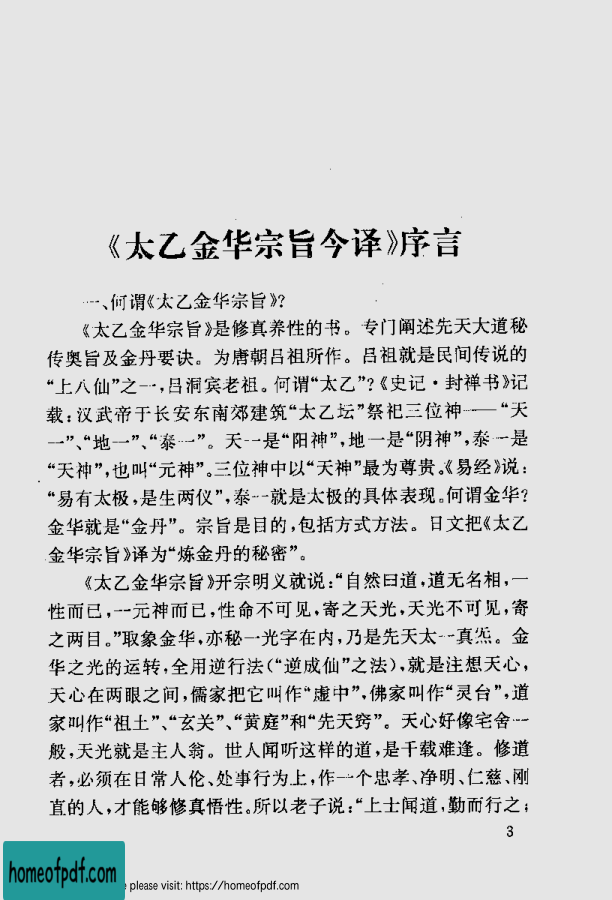 《太乙金华宗旨今译》序言
一、何谓《太乙金华宗旨》？
《太乙金华宗旨》是修真养性的书。专门阐述先天大道秘
传奥旨及金丹要诀。为唐朝吕祖所作。吕祖就是民间传说的
“上八仙”之一，吕洞宾老祖。何谓“太乙”？《史记·封禅书》记
载：汉武帝于长安东南郊建筑“太乙坛”祭祀三位神——“天
一”、“地一”、“泰一”。天一是“阳神”，地一是“阴神”，泰一是
“天神”，也叫“元神”。三位神中以“天神”最为尊贵。《易经》说：
“易有太极，是生两仪”，泰一就是太极的具体表现。何谓金华？
金华就是“金丹”。宗旨是目的，包括方式方法。日文把《太乙
金华宗旨》译为“炼金丹的秘密”。
《太乙金华宗旨》开宗明义就说：“自然曰道，道无名相，一
性而已，一元神而已，性命不可见，寄之天光，天光不可见，寄
之两目。”取象金华，亦秘一光字在内，乃是先天太一真炁。金
华之光的运转，全用逆行法（“逆成仙”之法），就是注想天心，
天心在两眼之间，儒家把它叫作“虚中”，佛家叫作“灵台”，道
家叫作“祖土”、“玄关”、“黄庭”和“先天窍”。天心好像宅舍一
般，天光就是主人翁。世人闻听这样的道，是千载难逢。修道
者，必须在日常人伦、处事行为上，作一个忠孝、净明、仁慈、刚
直的人，才能够修真悟性。所以老子说：“上士闻道，勤而行之；
3
homeofpdf.com
please visit: https://homeofpdf.com